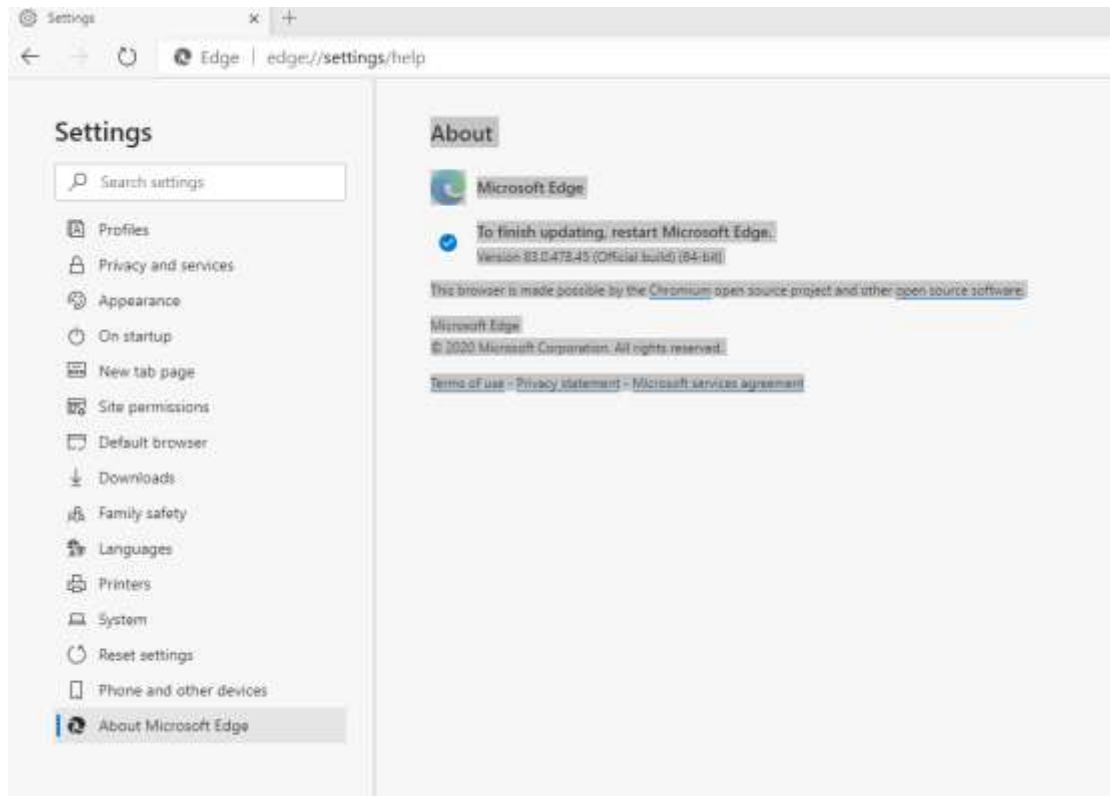 Settings
Edge | edge://settings/help
Settings
Search settings
Profiles
Privacy and services
Appearance
On startup
New tab page
Site permissions
Default browser
Downloads
Family safety
Languages
Printers
System
Reset settings
Phone and other devices
About Microsoft Edge
About
Microsoft Edge
To finish updating, restart Microsoft Edge.
Version 83.0.478.45 (Official build) (64-bit)
This browser is made possible by the Chromium open source project and other open source software.
Microsoft Edge
© 2020 Microsoft Corporation. All rights reserved.
Terms of use - Privacy statement - Microsoft services agreement